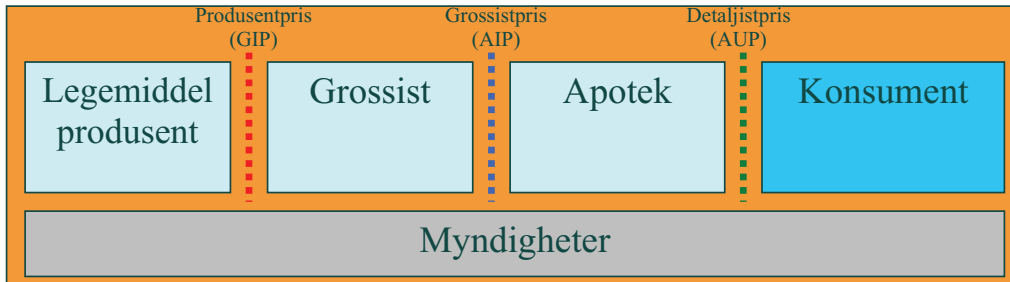 Produsentpris
(GIP)
Grossistpris
(AIP)
Detaljistpris
(AUP)
Legemiddel
produsent
Grossist
Apotek
Konsument
Myndigheter